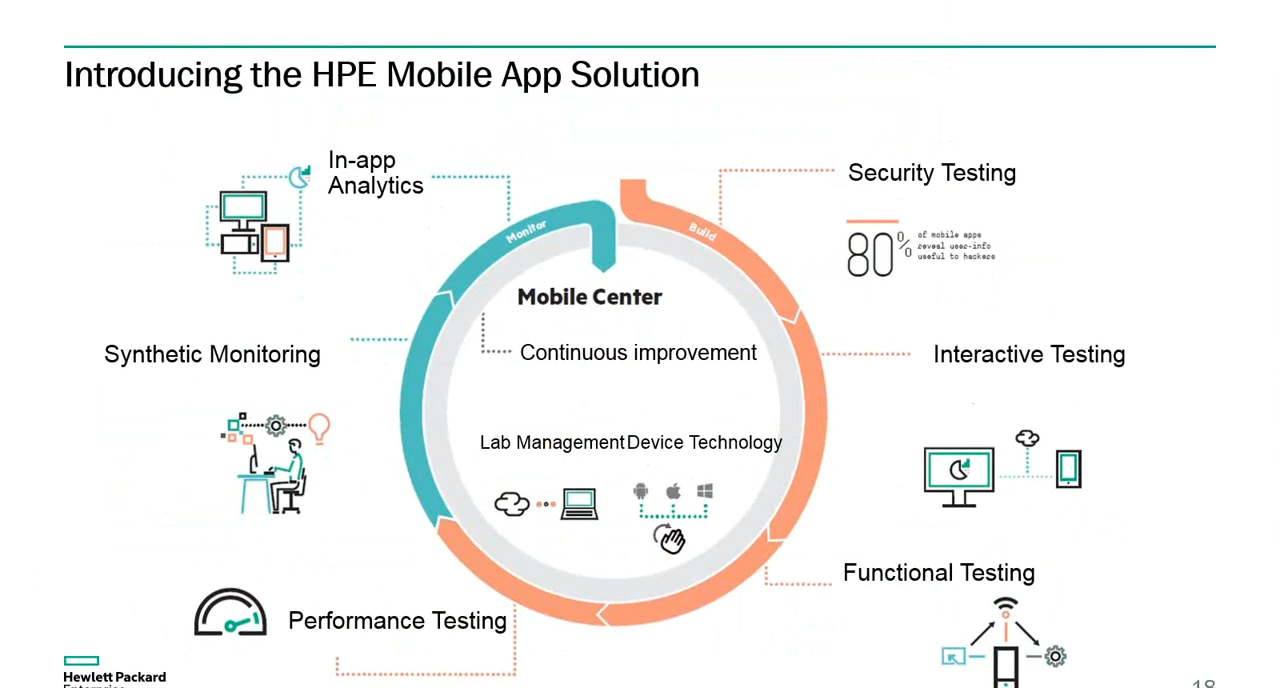 Introducing the HPE Mobile App Solution
In-app
Analytics
Security Testing
Monitor
Build
80%
of mobile apps
reveal user-info
useful to hackers
Mobile Center
Continuous improvement
Synthetic Monitoring
Interactive Testing
Lab Management Device Technology
Functional Testing
Performance Testing
Hewlett Packard
Enterprise
18